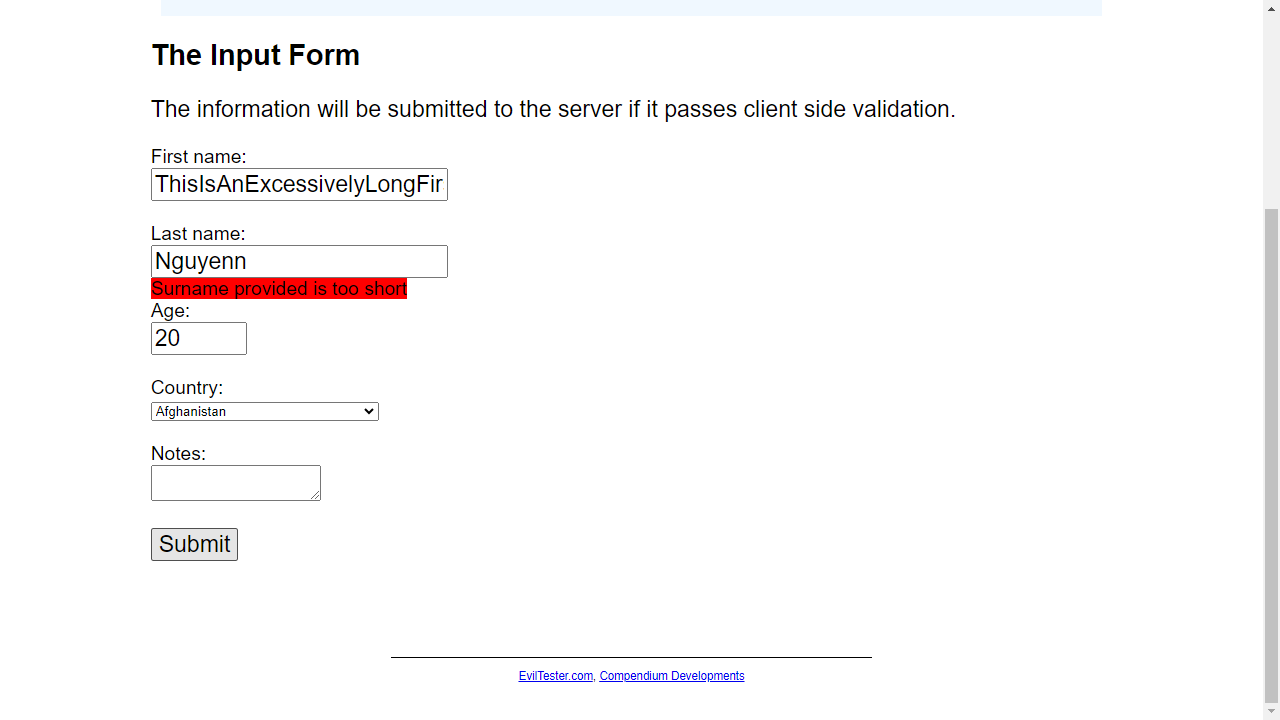 The Input Form
The information will be submitted to the server if it passes client side validation.
First name:
ThisIsAnExcessivelyLongFir
Last name:
Nguyenn
Surname provided is too short
Age:
20
Country:
Afghanistan
Notes:
Submit
EvilTester.com, Compendium Developments